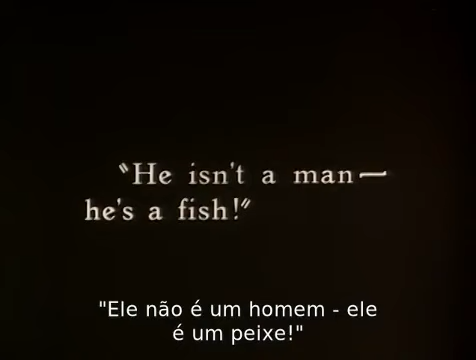 "He isn't a man—
he's a fish!"
"Ele não é um homem - ele
é um peixe!"